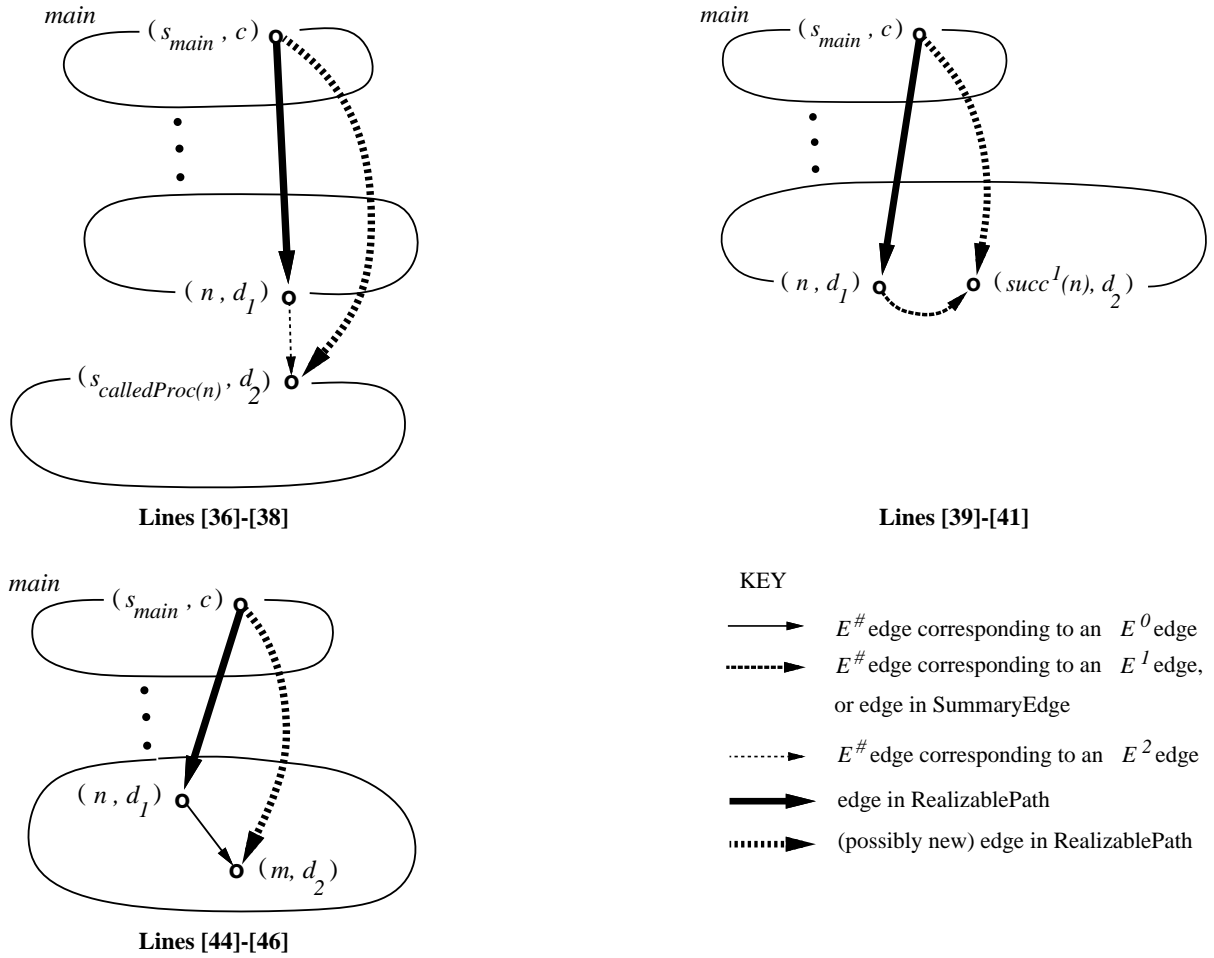 main
(s_main , c)
(n , d_1)
(s_calledProc(n) , d_2)
Lines [36]-[38]
main
(s_main , c)
(n , d_1)
(succ^1(n), d_2)
Lines [39]-[41]
main
(s_main , c)
(n , d_1)
(m, d_2)
Lines [44]-[46]
KEY
E^# edge corresponding to an E^0 edge
E^# edge corresponding to an E^1 edge,
or edge in SummaryEdge
E^# edge corresponding to an E^2 edge
edge in RealizablePath
(possibly new) edge in RealizablePath